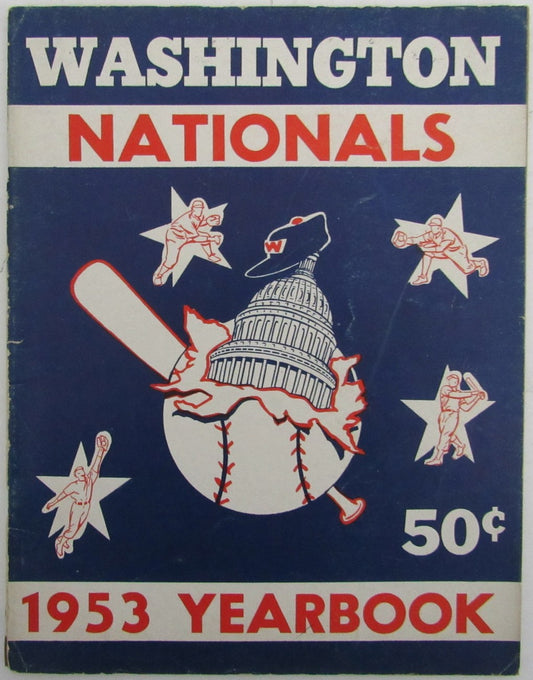 WASHINGTON
NATIONALS
W
50¢
1953 YEARBOOK